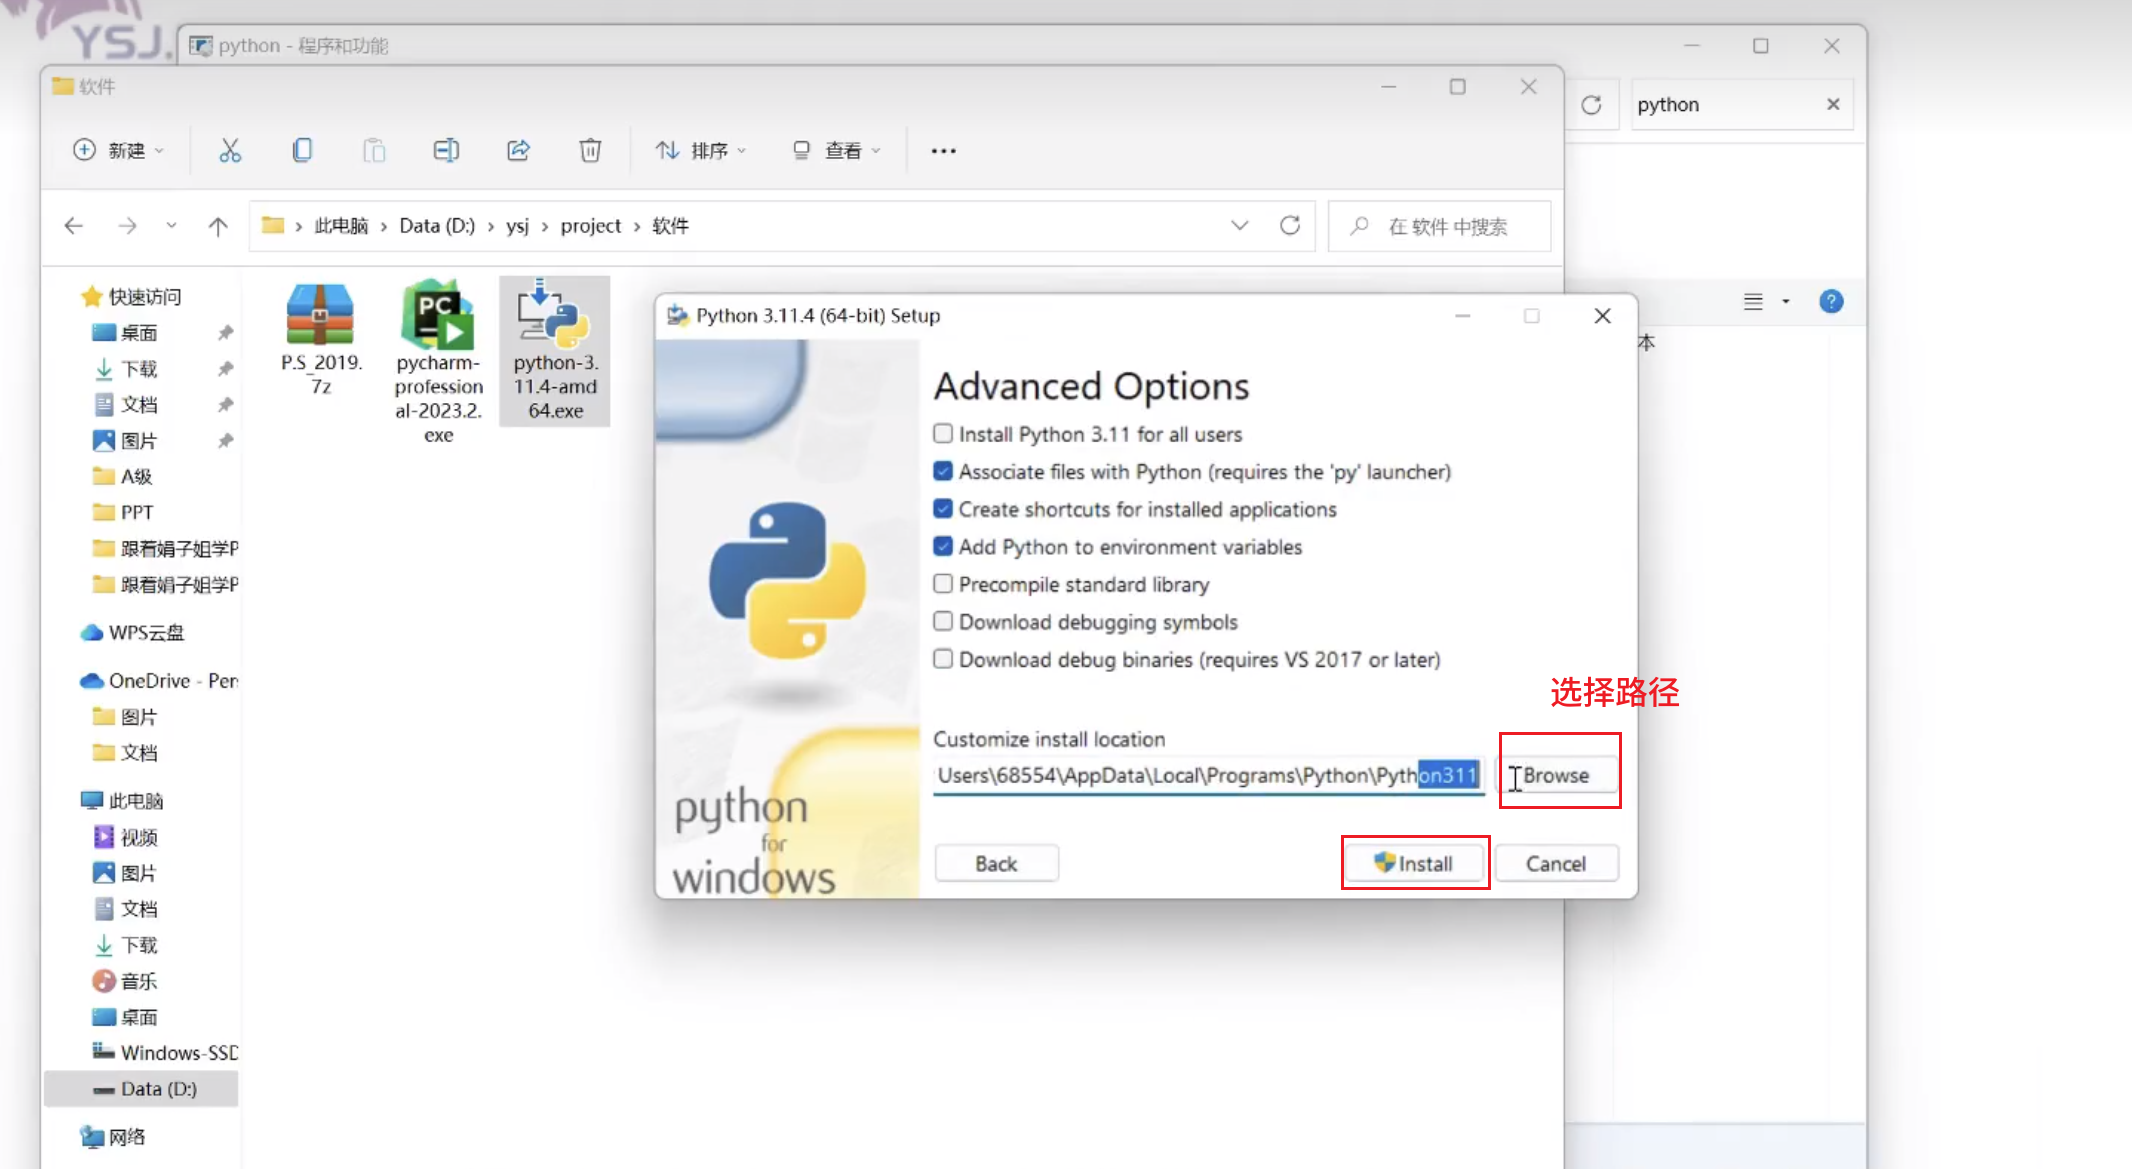 YSJ.
python - 程序和功能
软件
python
新建
排序
查看
此电脑 › Data (D:) › ysj › project › 软件
在 软件 中搜索
快速访问
桌面
下载
文档
图片
A级
PPT
跟着娟子姐学P
跟着娟子姐学P
WPS云盘
OneDrive - Per
图片
文档
此电脑
视频
图片
文档
下载
音乐
桌面
Windows-SSD
Data (D:)
网络
P.S_2019.
7z
pycharm-
profession
al-2023.2.
exe
python-3.
11.4-amd
64.exe
本
Python 3.11.4 (64-bit) Setup
Advanced Options
Install Python 3.11 for all users
Associate files with Python (requires the 'py' launcher)
Create shortcuts for installed applications
Add Python to environment variables
Precompile standard library
Download debugging symbols
Download debug binaries (requires VS 2017 or later)
选择路径
Customize install location
Users\68554\AppData\Local\Programs\Python\Python311
Browse
python
for
windows
Back
Install
Cancel
PC